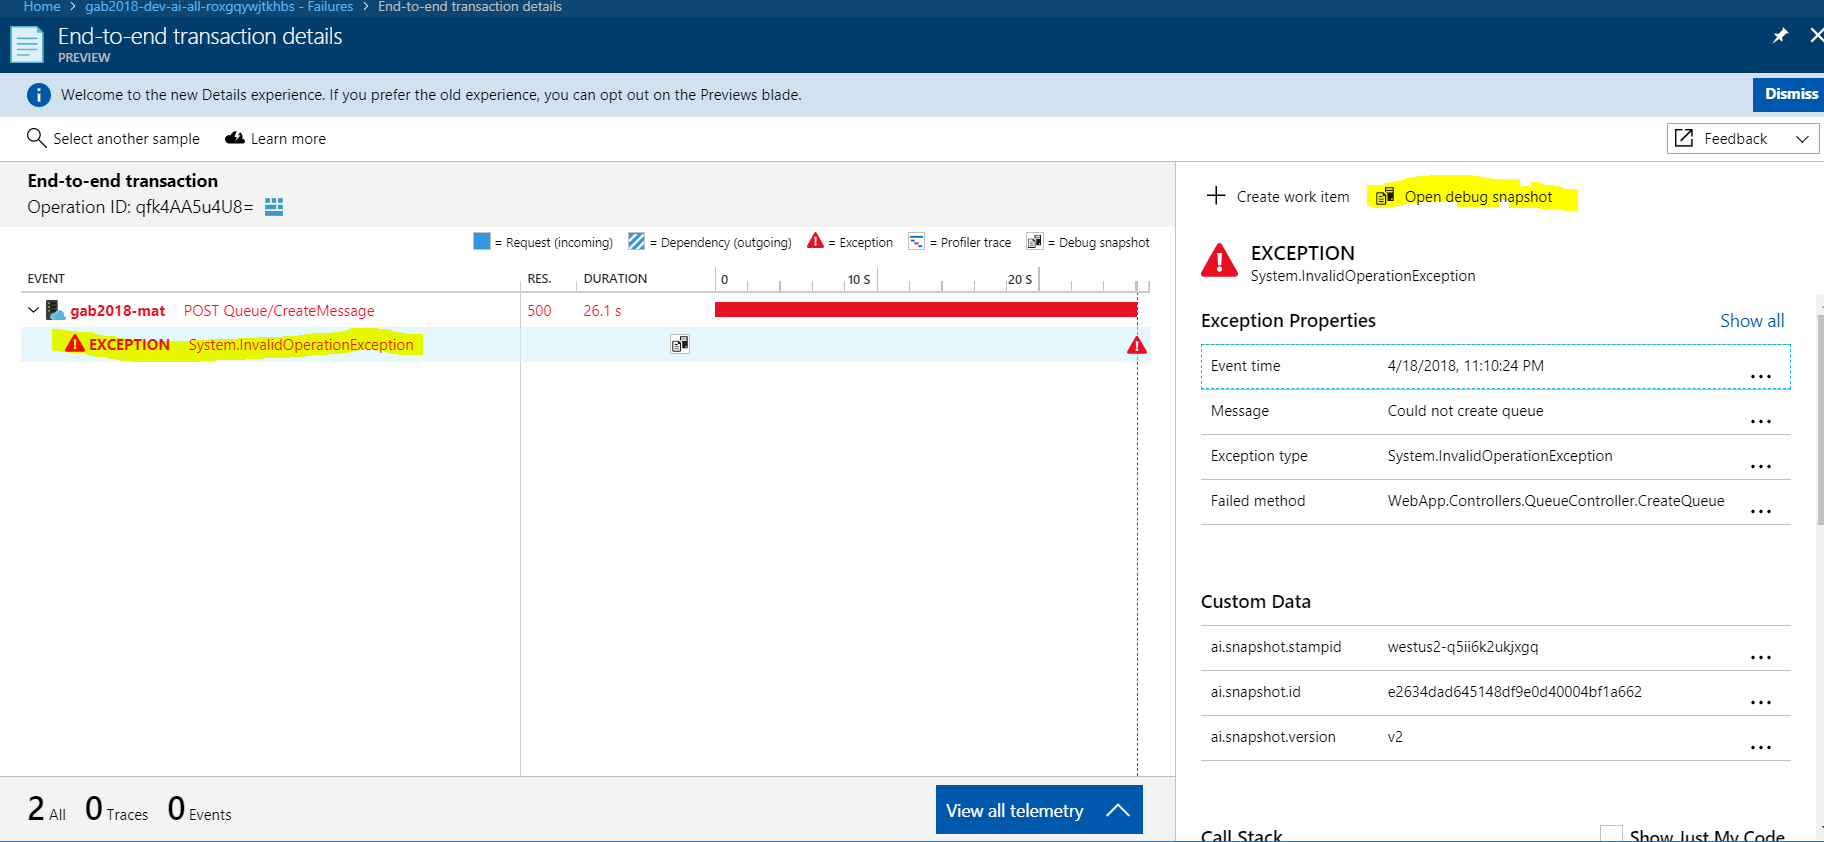 Home > gab2018-dev-ai-all-roxgqywjtkhbs - Failures > End-to-end transaction details
End-to-end transaction details
PREVIEW
Welcome to the new Details experience. If you prefer the old experience, you can opt out on the Previews blade.
Dismiss
Select another sample Learn more
Feedback
End-to-end transaction
Operation ID: qfk4AA5u4U8=
= Request (incoming) = Dependency (outgoing) = Exception = Profiler trace = Debug snapshot
EVENT RES. DURATION 0 10 S 20 S
gab2018-mat POST Queue/CreateMessage 500 26.1 s
EXCEPTION System.InvalidOperationException
2 All 0 Traces 0 Events
View all telemetry
Create work item Open debug snapshot
EXCEPTION
System.InvalidOperationException
Exception Properties Show all
Event time 4/18/2018, 11:10:24 PM ...
Message Could not create queue ...
Exception type System.InvalidOperationException ...
Failed method WebApp.Controllers.QueueController.CreateQueue ...
Custom Data
ai.snapshot.stampid westus2-q5ii6k2ukjxgq ...
ai.snapshot.id e2634dad645148df9e0d40004bf1a662 ...
ai.snapshot.version v2 ...
Call Stack Show Just My Code